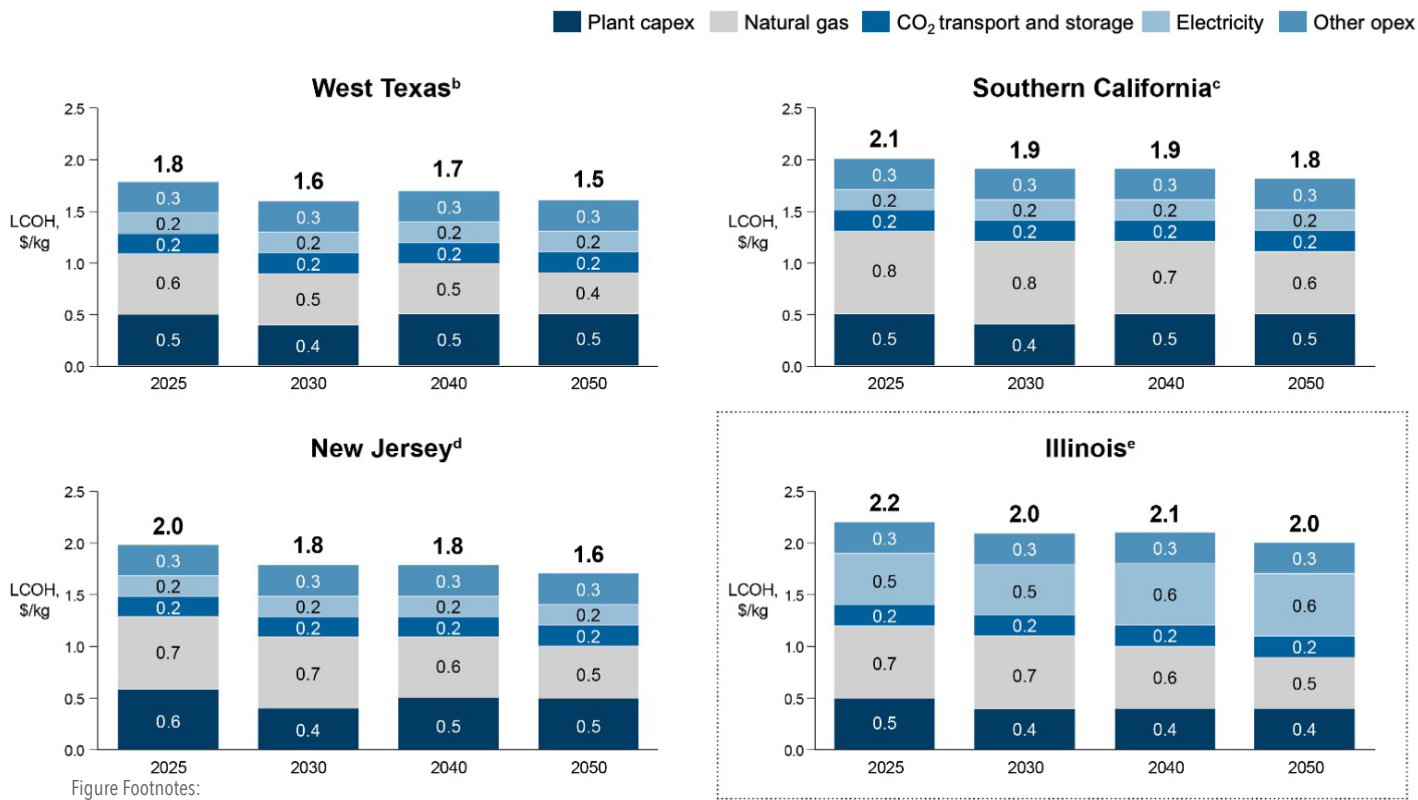 Plant capex Natural gas CO₂ transport and storage Electricity Other opex
West Texasᵇ
2.5
2.0
1.5
1.0
0.5
0.0
LCOH,
$/kg
1.8 1.6 1.7 1.5
0.3 0.3 0.3 0.3
0.2 0.2 0.2 0.2
0.2 0.2 0.2 0.2
0.6 0.5 0.5 0.4
0.5 0.4 0.5 0.5
2025 2030 2040 2050
Southern Californiaᶜ
2.5
2.0
1.5
1.0
0.5
0.0
LCOH,
$/kg
2.1 1.9 1.9 1.8
0.3 0.3 0.3 0.3
0.2 0.2 0.2 0.2
0.2 0.2 0.2 0.2
0.8 0.8 0.7 0.6
0.5 0.4 0.5 0.5
2025 2030 2040 2050
New Jerseyᵈ
2.5
2.0
1.5
1.0
0.5
0.0
LCOH,
$/kg
2.0 1.8 1.8 1.6
0.3 0.3 0.3 0.3
0.2 0.2 0.2 0.2
0.2 0.2 0.2 0.2
0.7 0.7 0.6 0.5
0.6 0.4 0.5 0.5
2025 2030 2040 2050
Illinoisᵉ
2.5
2.0
1.5
1.0
0.5
0.0
LCOH,
$/kg
2.2 2.0 2.1 2.0
0.3 0.3 0.3 0.3
0.5 0.5 0.6 0.6
0.2 0.2 0.2 0.2
0.7 0.7 0.6 0.5
0.5 0.4 0.4 0.4
2025 2030 2040 2050
Figure Footnotes: